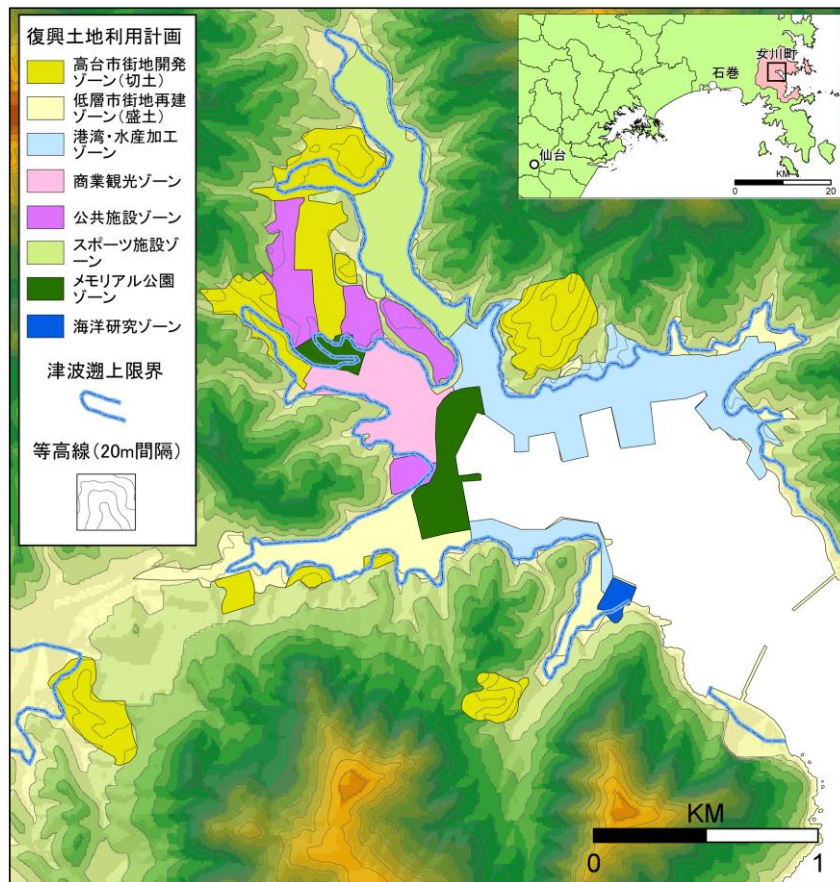 復興土地利用計画
高台市街地開発
ゾーン(切土)
低層市街地再建
ゾーン(盛土)
港湾・水産加工
ゾーン
商業観光ゾーン
公共施設ゾーン
スポーツ施設ゾ
ーン
メモリアル公園
ゾーン
海洋研究ゾーン
津波遡上限界
等高線(20m間隔)
女川町
石巻
仙台
KM
0
20
KM
0
1